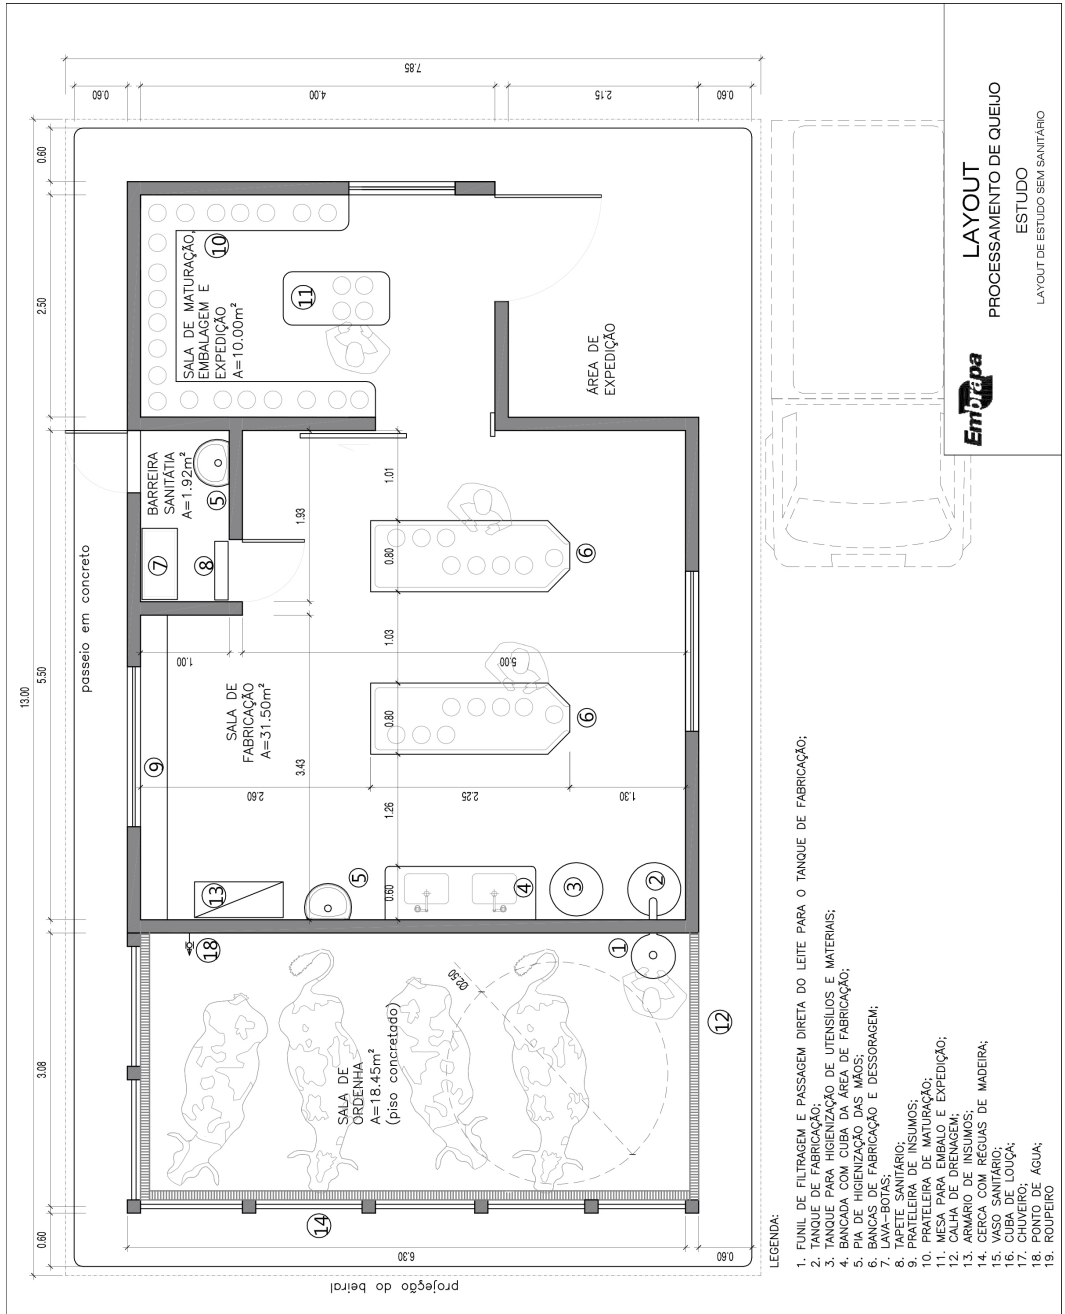 13.00
0.60
3.08
5.50
2.50
0.60
passeio em concreto
projeção do beiral
0.60
4.00
2.15
0.60
7.85
6.30
0.60
14
SALA DE
ORDENHA
A=18.45m²
(piso concretado)
Ø2.50
18
12
1
13
5
4
3
2
9
SALA DE
FABRICAÇÃO
A=31.50m²
2.60
2.25
1.30
3.43
1.93
0.60
1.26
0.80
1.03
0.80
1.01
1.00
5.00
6
6
BARREIRA
SANITÁTIA
A=1.92m²
7
8
5
SALA DE MATURAÇÃO,
EMBALAGEM E
EXPEDIÇÃO
A=10.00m²
10
11
ÁREA DE
EXPEDIÇÃO
LEGENDA:
1. FUNIL DE FILTRAGEM E PASSAGEM DIRETA DO LEITE PARA O TANQUE DE FABRICAÇÃO;
2. TANQUE DE FABRICAÇÃO;
3. TANQUE PARA HIGIENIZAÇÃO DE UTENSÍLIOS E MATERIAIS;
4. BANCADA COM CUBA DA ÁREA DE FABRICAÇÃO;
5. PIA DE HIGIENIZAÇÃO DAS MÃOS;
6. BANCAS DE FABRICAÇÃO E DESSORAGEM;
7. LAVA-BOTAS;
8. TAPETE SANITÁRIO;
9. PRATELEIRA DE INSUMOS;
10. PRATELEIRA DE MATURAÇÃO;
11. MESA PARA EMBALO E EXPEDIÇÃO;
12. CALHA DE DRENAGEM;
13. ARMÁRIO DE INSUMOS;
14. CERCA COM RÉGUAS DE MADEIRA;
15. VASO SANITÁRIO;
16. CUBA DE LOUÇA;
17. CHUVEIRO;
18. PONTO DE ÁGUA;
19. ROUPEIRO
Embrapa
LAYOUT
PROCESSAMENTO DE QUEIJO
ESTUDO
LAYOUT DE ESTUDO SEM SANITÁRIO